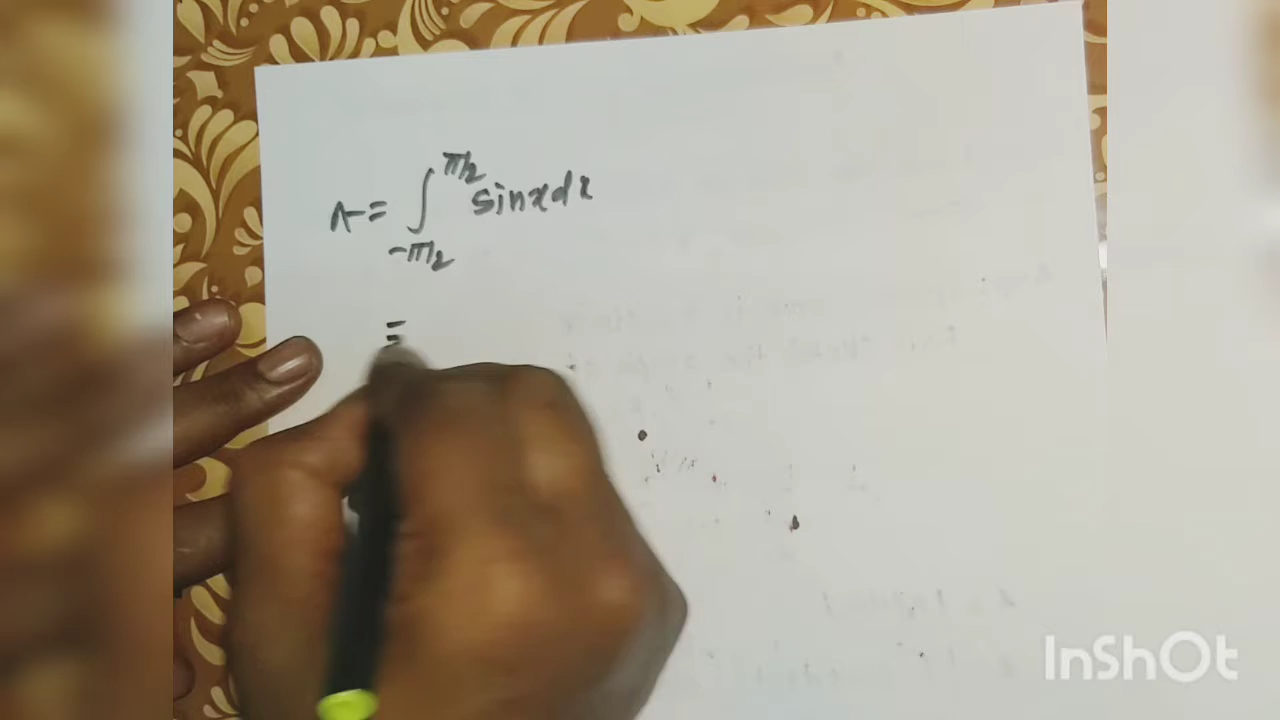 A = ∫_{-π/2}^{π/2} sinx dx
=
InShOt